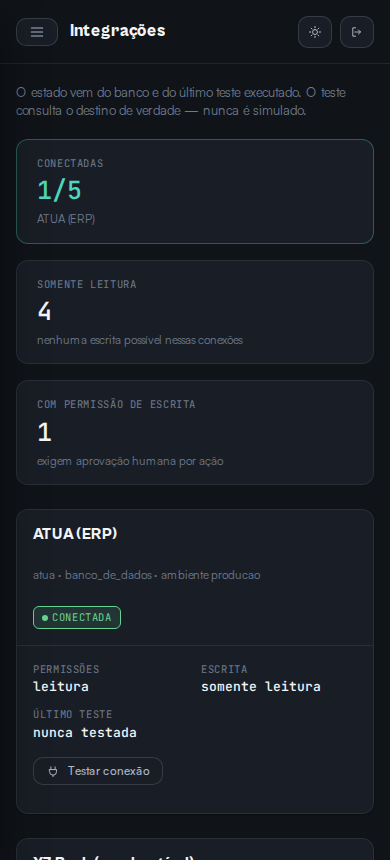 Integrações
O estado vem do banco e do último teste executado. O teste
consulta o destino de verdade — nunca é simulado.
CONECTADAS
1/5
ATUA (ERP)
SOMENTE LEITURA
4
nenhuma escrita possível nessas conexões
COM PERMISSÃO DE ESCRITA
1
exigem aprovação humana por ação
ATUA (ERP)
atua · banco_de_dados · ambiente producao
CONECTADA
PERMISSÕES
leitura
ESCRITA
somente leitura
ÚLTIMO TESTE
nunca testada
Testar conexão